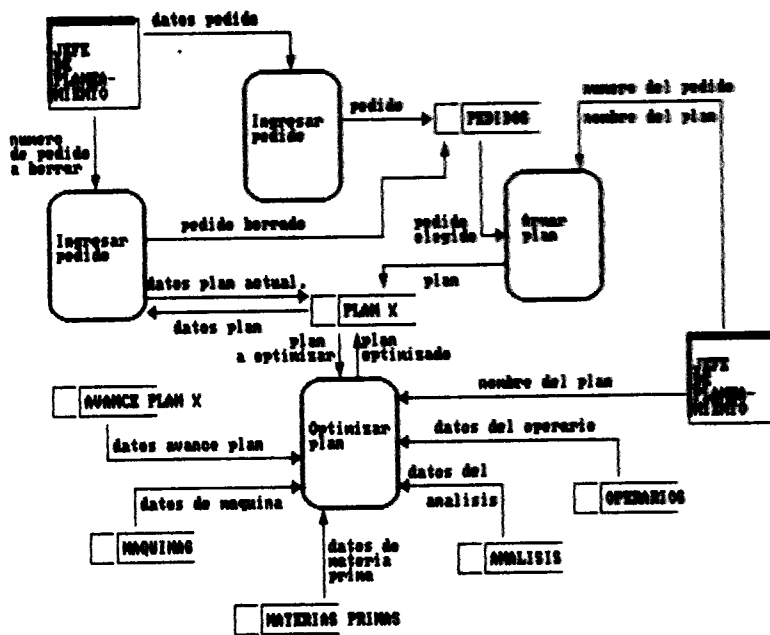 datos pedido
JEFE
DE
PLANEA-
MIENTO
Ingresar
pedido
pedido
PEDIDOS
numero del pedido
nombre del plan
numero
de pedido
a borrar
Ingresar
pedido
pedido borrado
pedido
elegido
Armar
plan
datos plan actual.
plan
PLAN X
datos plan
plan
a optimizar
plan
optimizado
JEFE
DE
PLANEA-
MIENTO
nombre del plan
AVANCE PLAN X
Optimizar
plan
datos del operario
datos avance plan
datos del
analisis
datos de maquina
OPERARIOS
MAQUINAS
datos de
materia
prima
ANALISIS
MATERIAS PRIMAS